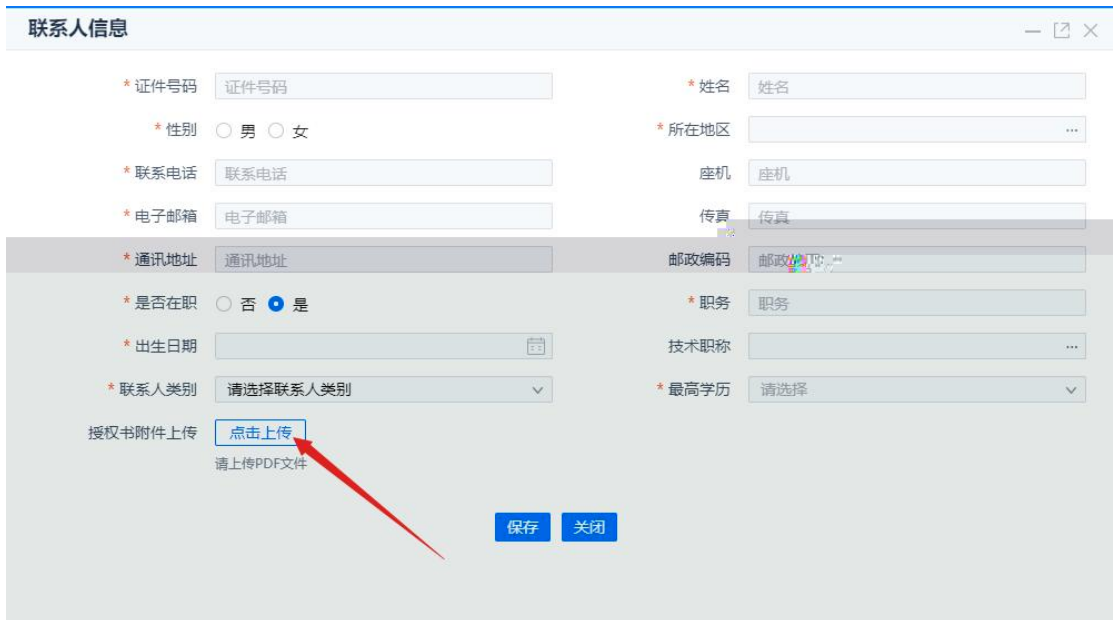 联系人信息
* 证件号码 证件号码 * 姓名 姓名
* 性别 男 女 * 所在地区
* 联系电话 联系电话 座机 座机
* 电子邮箱 电子邮箱 传真 传真
* 通讯地址 通讯地址 邮政编码 邮政
* 是否在职 否 是 * 职务 职务
* 出生日期 技术职称
* 联系人类别 请选择联系人类别 * 最高学历 请选择
授权书附件上传 点击上传
请上传PDF文件
保存 关闭